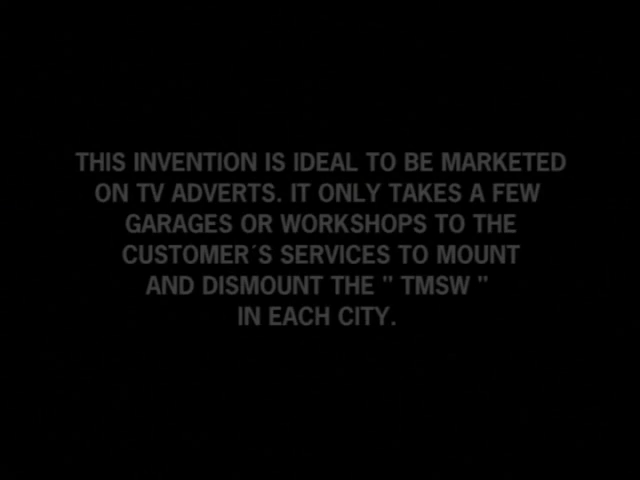 THIS INVENTION IS IDEAL TO BE MARKETED
ON TV ADVERTS. IT ONLY TAKES A FEW
GARAGES OR WORKSHOPS TO THE
CUSTOMER´S SERVICES TO MOUNT
AND DISMOUNT THE " TMSW "
IN EACH CITY.